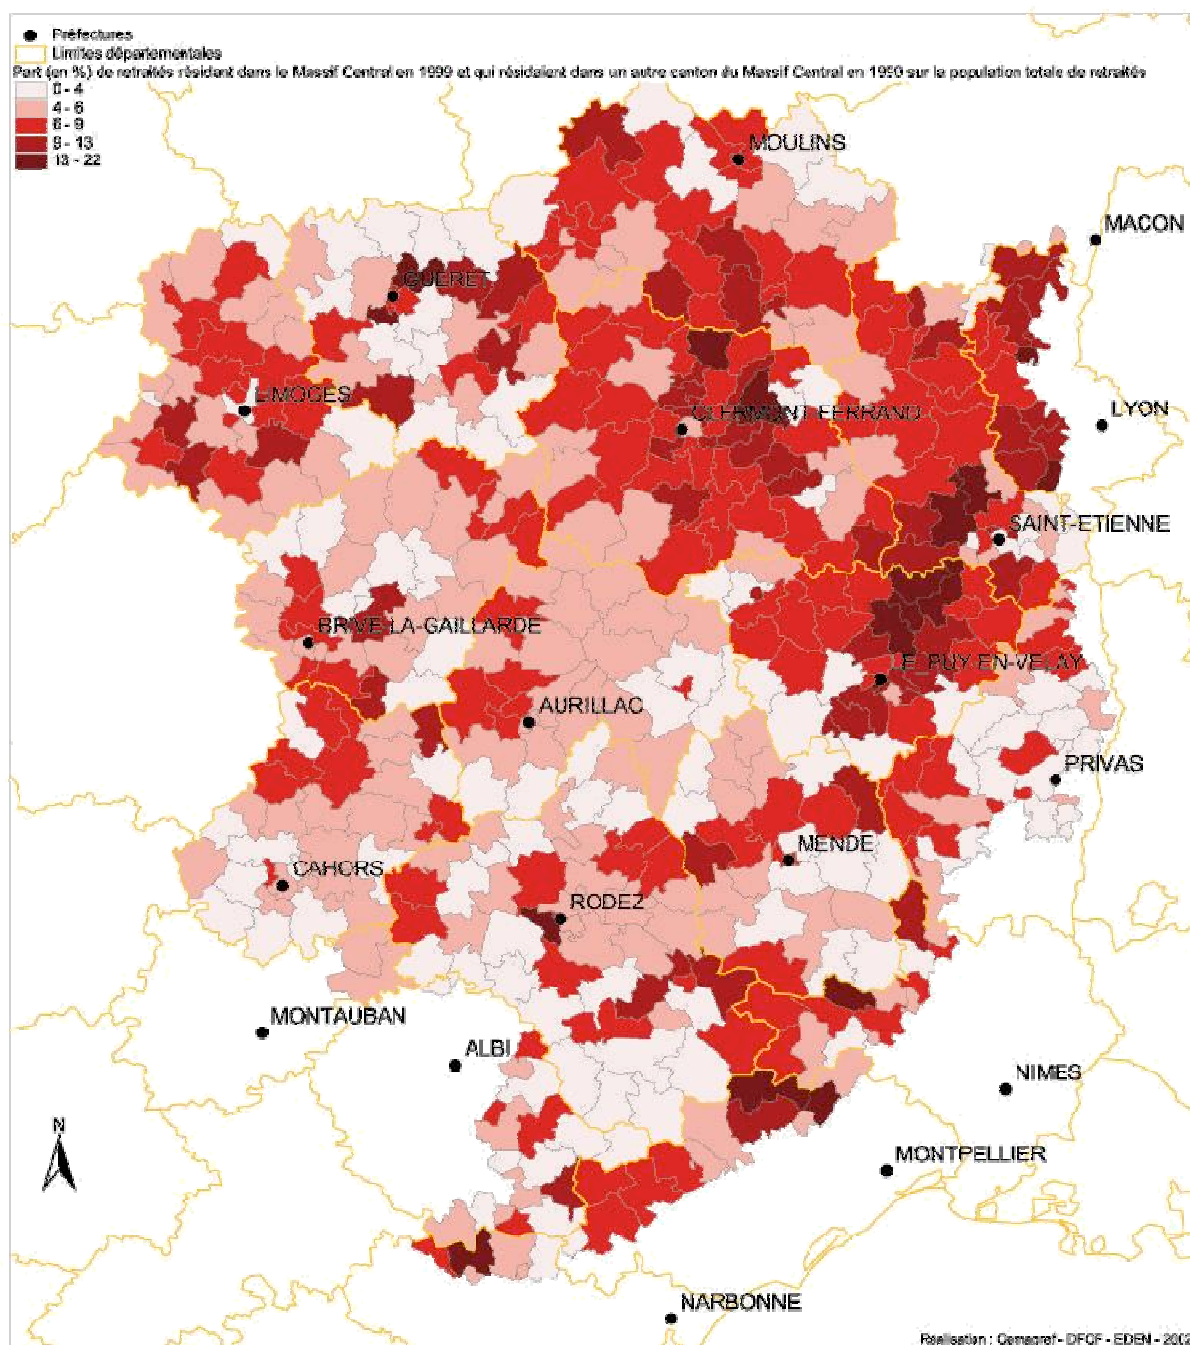 Préfectures
Limites départementales
Part (en %) de retraités résidant dans le Massif Central en 1999 et qui résidaient dans un autre canton du Massif Central en 1990 sur la population totale de retraités
0 - 4
4 - 6
6 - 9
9 - 13
13 - 22
MOULINS
MACON
GUERET
LIMOGES
CLERMONT-FERRAND
LYON
SAINT-ETIENNE
BRIVE-LA-GAILLARDE
LE_PUY-EN-VELAY
AURILLAC
PRIVAS
MENDE
CAHORS
RODEZ
MONTAUBAN
ALBI
NIMES
N
MONTPELLIER
NARBONNE
Réalisation : Cemagref - DFCF - EDEN - 2002